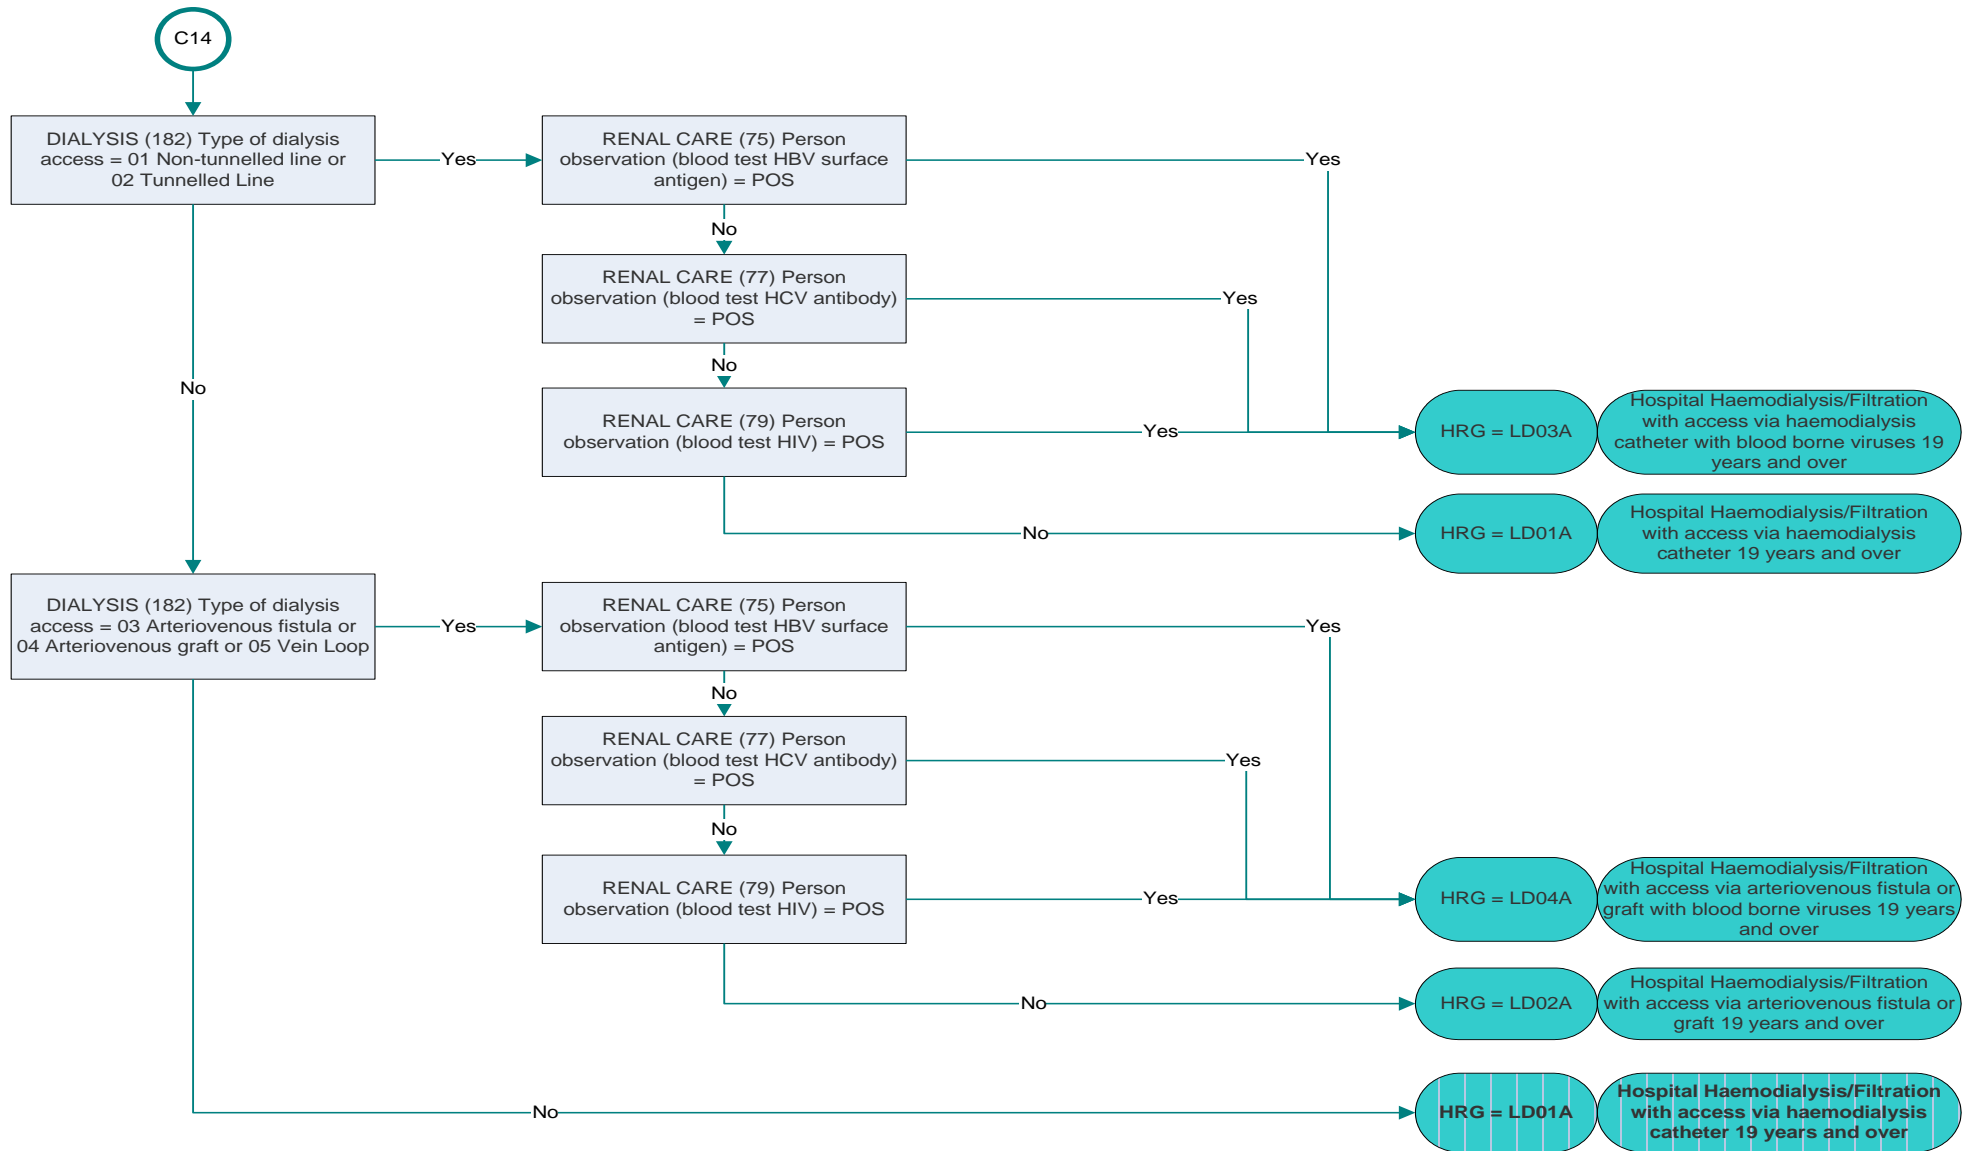 C14
DIALYSIS (182) Type of dialysis
access = 01 Non-tunnelled line or
02 Tunnelled Line
Yes
RENAL CARE (75) Person
observation (blood test HBV surface
antigen) = POS
Yes
No
RENAL CARE (77) Person
observation (blood test HCV antibody)
= POS
Yes
No
No
RENAL CARE (79) Person
observation (blood test HIV) = POS
Yes
HRG = LD03A
Hospital Haemodialysis/Filtration
with access via haemodialysis
catheter with blood borne viruses 19
years and over
No
HRG = LD01A
Hospital Haemodialysis/Filtration
with access via haemodialysis
catheter 19 years and over
DIALYSIS (182) Type of dialysis
access = 03 Arteriovenous fistula or
04 Arteriovenous graft or 05 Vein Loop
Yes
RENAL CARE (75) Person
observation (blood test HBV surface
antigen) = POS
Yes
No
RENAL CARE (77) Person
observation (blood test HCV antibody)
= POS
Yes
No
RENAL CARE (79) Person
observation (blood test HIV) = POS
Yes
HRG = LD04A
Hospital Haemodialysis/Filtration
with access via arteriovenous fistula or
graft with blood borne viruses 19 years
and over
No
HRG = LD02A
Hospital Haemodialysis/Filtration
with access via arteriovenous fistula or
graft 19 years and over
No
HRG = LD01A
Hospital Haemodialysis/Filtration
with access via haemodialysis
catheter 19 years and over